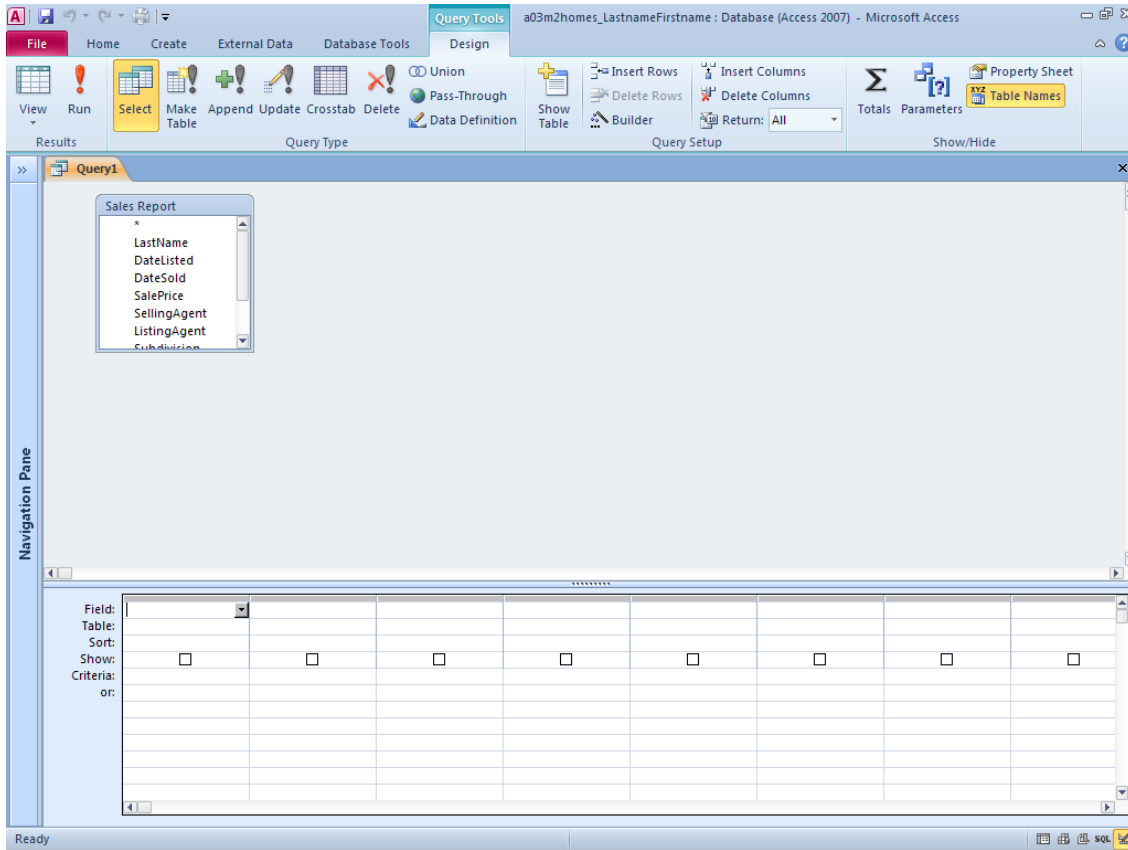 A
Query Tools a03m2homes_LastnameFirstname : Database (Access 2007) - Microsoft Access
File Home Create External Data Database Tools Design
View
Run
Select
Make Table
Append
Update
Crosstab
Delete
Union
Pass-Through
Data Definition
Show Table
Insert Rows
Delete Rows
Builder
Insert Columns
Delete Columns
Return: All
Totals
Parameters
Property Sheet
XYZ Table Names
Results Query Type Query Setup Show/Hide
Query1
Navigation Pane
Sales Report
*
LastName
DateListed
DateSold
SalePrice
SellingAgent
ListingAgent
Subdivision
Field:
Table:
Sort:
Show:
Criteria:
or:
Ready SQL